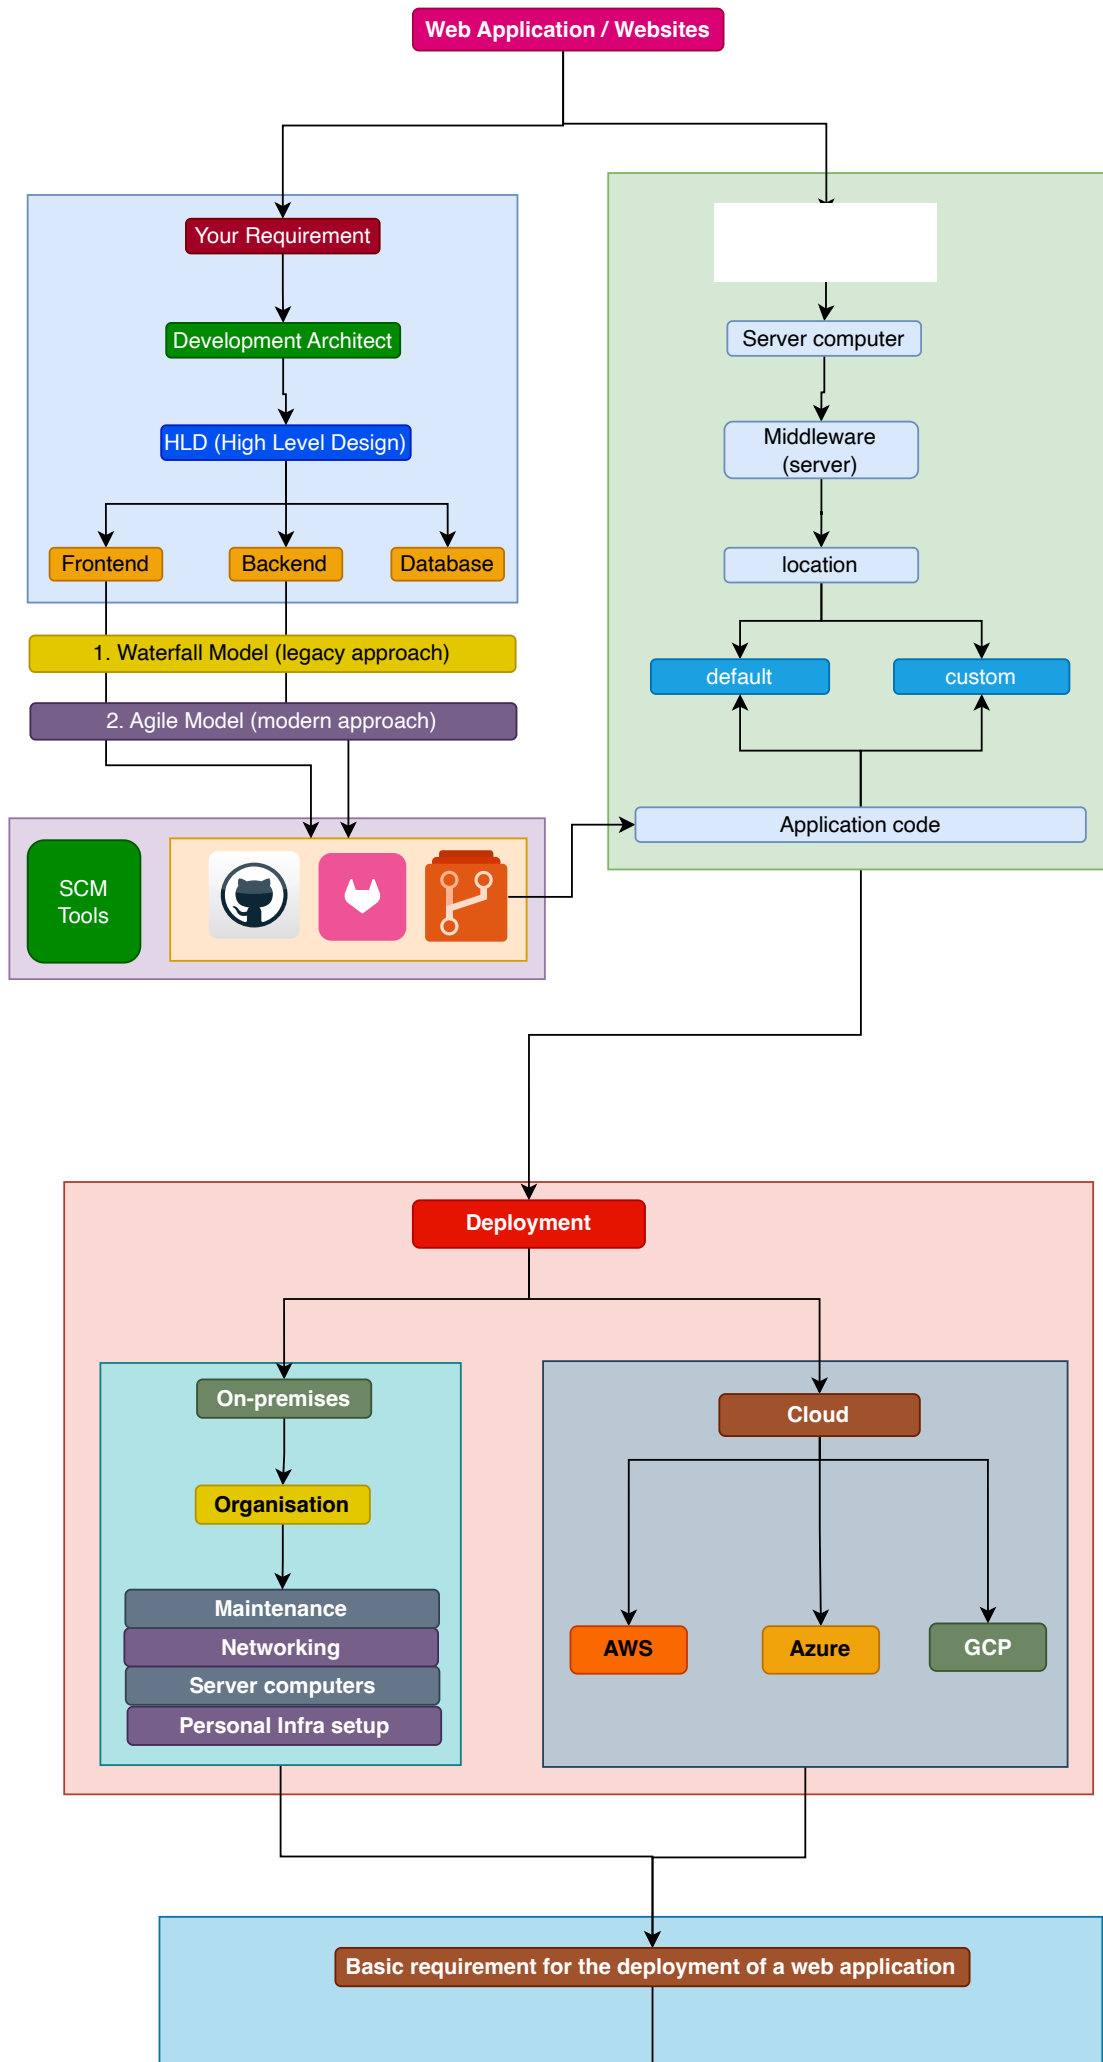 Web Application / Websites
Your Requirement
Development Architect
HLD (High Level Design)
Frontend
Backend
Database
1. Waterfall Model (legacy approach)
2. Agile Model (modern approach)
SCM
Tools
Server computer
Middleware
(server)
location
default
custom
Application code
Deployment
On-premises
Organisation
Maintenance
Networking
Server computers
Personal Infra setup
Cloud
AWS
Azure
GCP
Basic requirement for the deployment of a web application